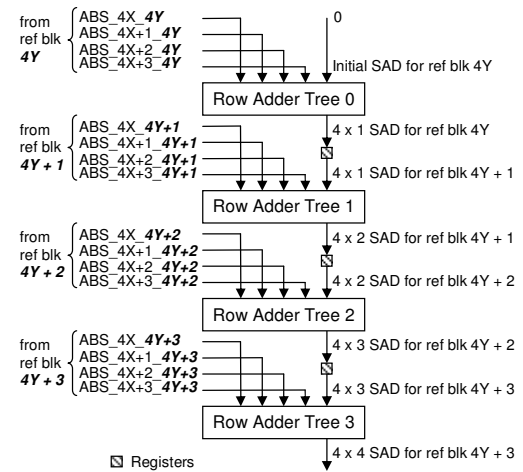 from
ref blk
4Y
ABS_4X_4Y
ABS_4X+1_4Y
ABS_4X+2_4Y
ABS_4X+3_4Y
0
Initial SAD for ref blk 4Y
Row Adder Tree 0
from
ref blk
4Y + 1
ABS_4X_4Y+1
ABS_4X+1_4Y+1
ABS_4X+2_4Y+1
ABS_4X+3_4Y+1
4 x 1 SAD for ref blk 4Y
4 x 1 SAD for ref blk 4Y + 1
Row Adder Tree 1
from
ref blk
4Y + 2
ABS_4X_4Y+2
ABS_4X+1_4Y+2
ABS_4X+2_4Y+2
ABS_4X+3_4Y+2
4 x 2 SAD for ref blk 4Y + 1
4 x 2 SAD for ref blk 4Y + 2
Row Adder Tree 2
from
ref blk
4Y + 3
ABS_4X_4Y+3
ABS_4X+1_4Y+3
ABS_4X+2_4Y+3
ABS_4X+3_4Y+3
4 x 3 SAD for ref blk 4Y + 2
4 x 3 SAD for ref blk 4Y + 3
Row Adder Tree 3
4 x 4 SAD for ref blk 4Y + 3
Registers